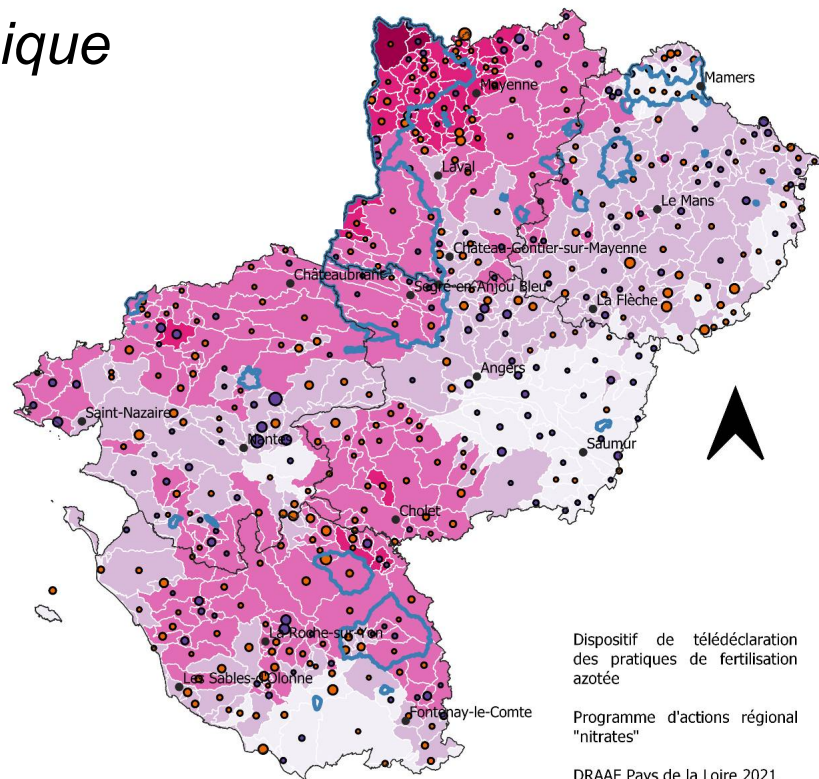 ique
Mamers
Mayenne
Laval
Le Mans
Château-Gontier-sur-Mayenne
Châteaubriant
Segré-en-Anjou Bleu
La Flèche
Angers
Saint-Nazaire
Nantes
Saumur
Cholet
La Roche-sur-Yon
Les Sables-d'Olonne
Fontenay-le-Comte
Dispositif de télédéclaration
des pratiques de fertilisation
azotée
Programme d'actions régional
"nitrates"
DRAAF Pays de la Loire 2021